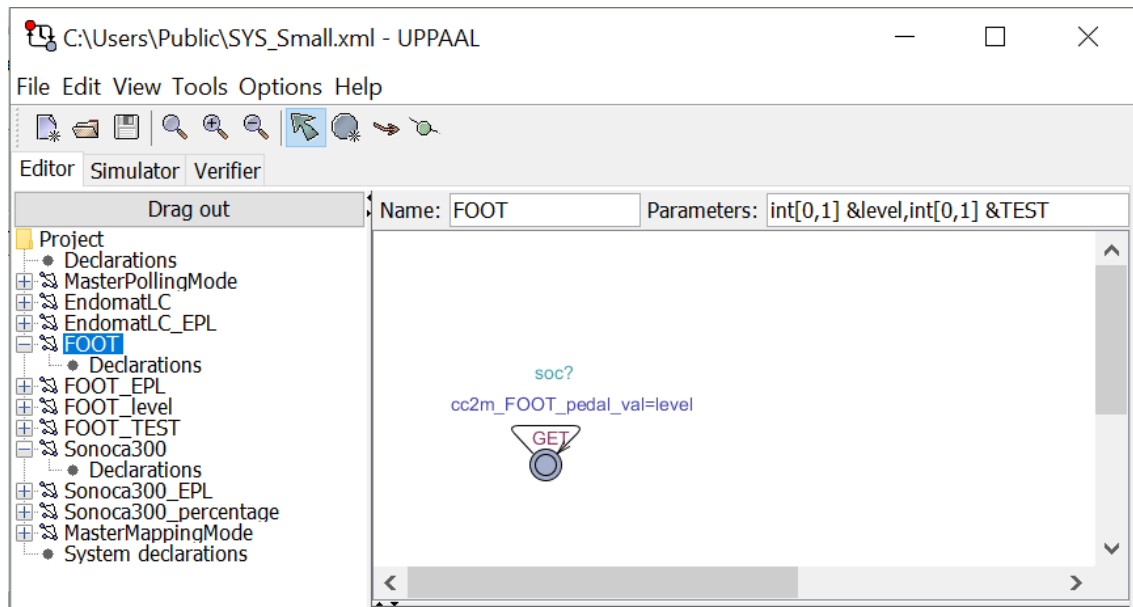 C:\Users\Public\SYS_Small.xml - UPPAAL
File Edit View Tools Options Help
Editor Simulator Verifier
Drag out
Name: FOOT Parameters: int[0,1] &level,int[0,1] &TEST
Project
Declarations
MasterPollingMode
EndomatLC
EndomatLC_EPL
FOOT
Declarations
FOOT_EPL
FOOT_level
FOOT_TEST
Sonoca300
Declarations
Sonoca300_EPL
Sonoca300_percentage
MasterMappingMode
System declarations
soc?
cc2m_FOOT_pedal_val=level
GET